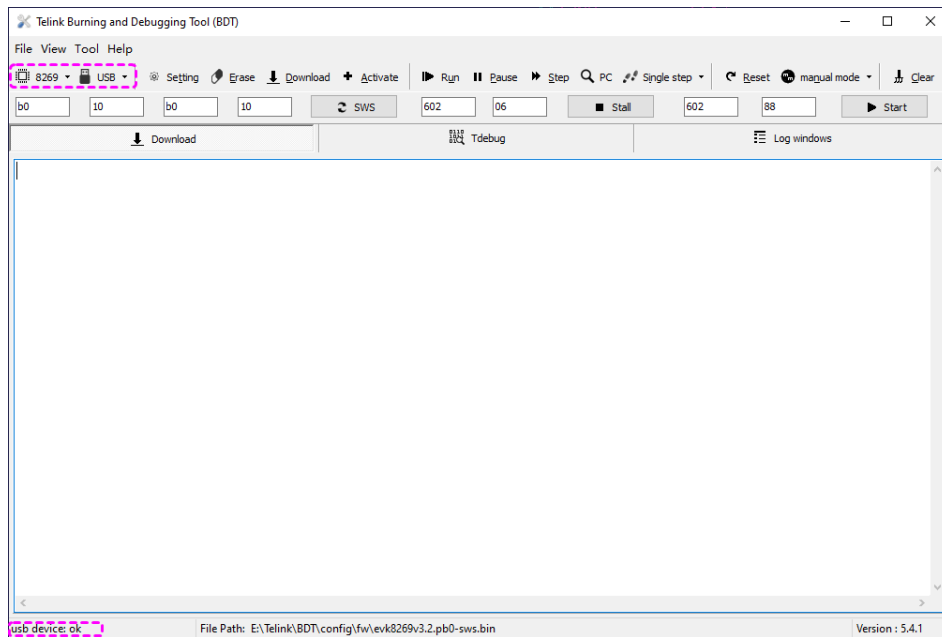 Telink Burning and Debugging Tool (BDT)
File View Tool Help
8269 USB Setting Erase Download Activate Run Pause Step PC Single step Reset manual mode Clear
b0 10 b0 10 SWS 602 06 Stall 602 88 Start
Download Tdebug Log windows
usb device: ok File Path: E:\Telink\BDT\config\fw\evk8269v3.2.pb0-sws.bin Version : 5.4.1